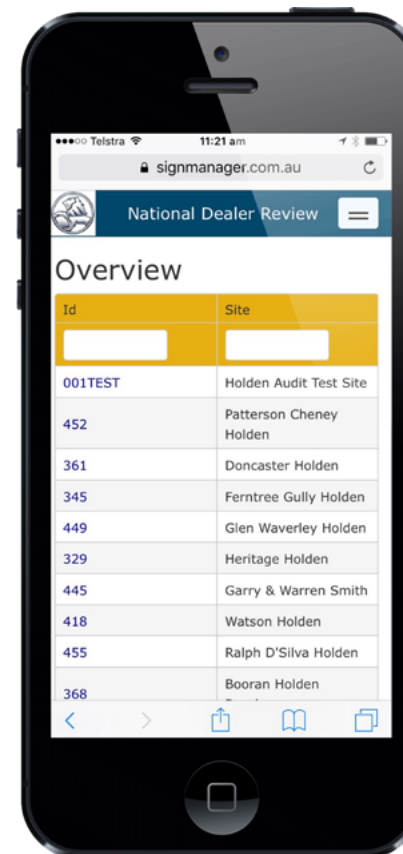 Telstra 11:21 am
signmanager.com.au
National Dealer Review
Overview
Id Site
001TEST Holden Audit Test Site
452 Patterson Cheney
Holden
361 Doncaster Holden
345 Ferntree Gully Holden
449 Glen Waverley Holden
329 Heritage Holden
445 Garry & Warren Smith
418 Watson Holden
455 Ralph D'Silva Holden
368 Booran Holden